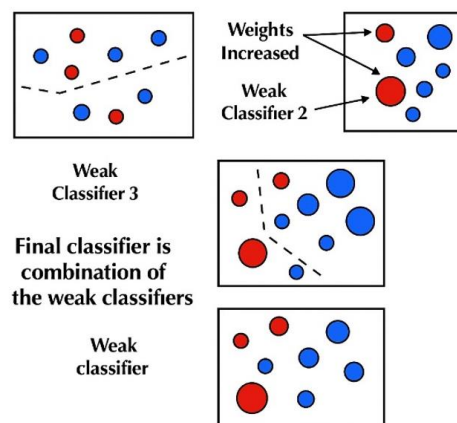 Weights
Increased
Weak
Classifier 2
Weak
Classifier 3
Final classifier is
combination of
the weak classifiers
Weak
classifier